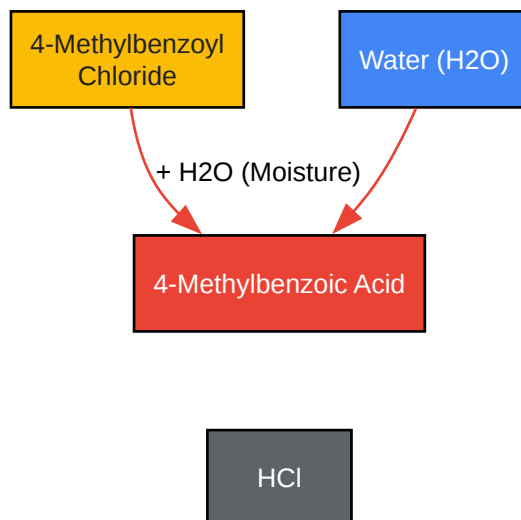 4-Methylbenzoyl
Chloride
Water (H2O)
+ H2O (Moisture)
4-Methylbenzoic Acid
HCl